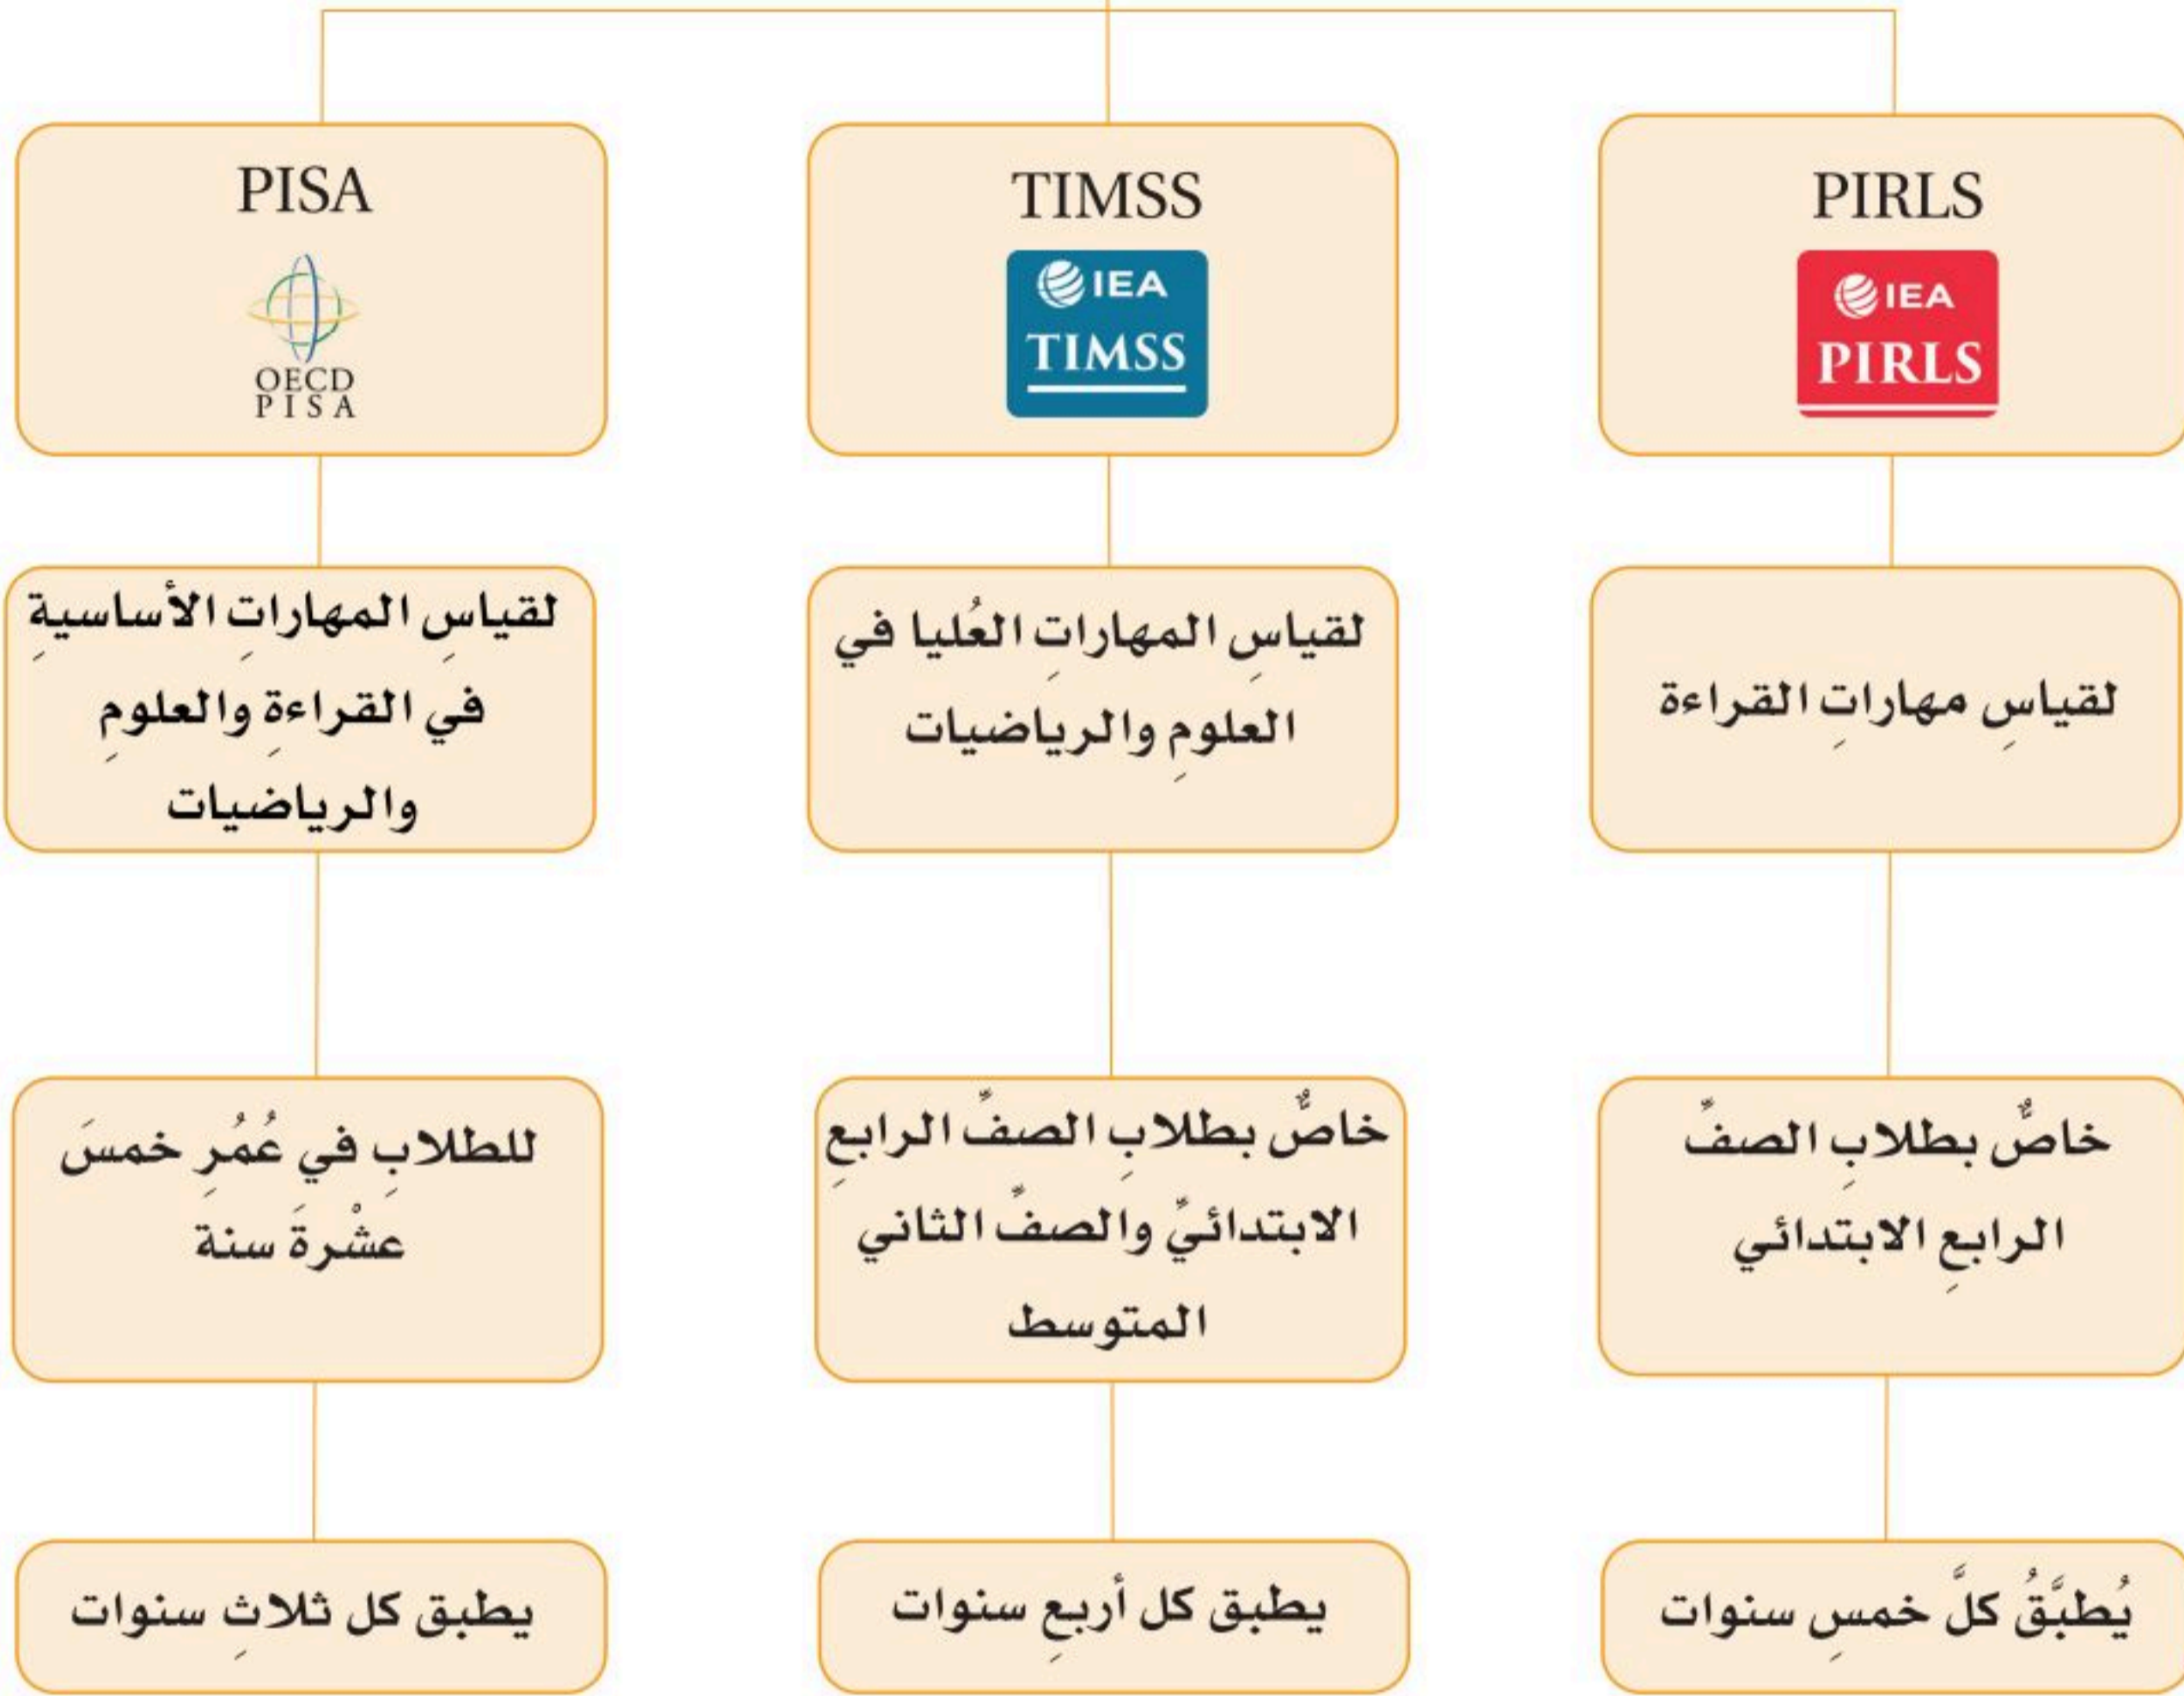 PIRLS
IEA
PIRLS
لقياسِ مهاراتِ القراءة
خاصٌّ بطلابِ الصفِّ
الرابعِ الابتدائي
يُطبَّقُ كلَّ خمسِ سنوات
TIMSS
IEA
TIMSS
لقياسِ المهاراتِ العُليا في
العلومِ والرياضيات
خاصٌّ بطلابِ الصفِّ الرابعِ
الابتدائيِّ والصفِّ الثاني
المتوسط
يطبق كل أربعِ سنوات
PISA
OECD
PISA
لقياسِ المهاراتِ الأساسيةِ
في القراءةِ والعلومِ
والرياضيات
للطلابِ في عُمُرِ خمسَ
عشْرةَ سنة
يطبق كل ثلاثِ سنوات